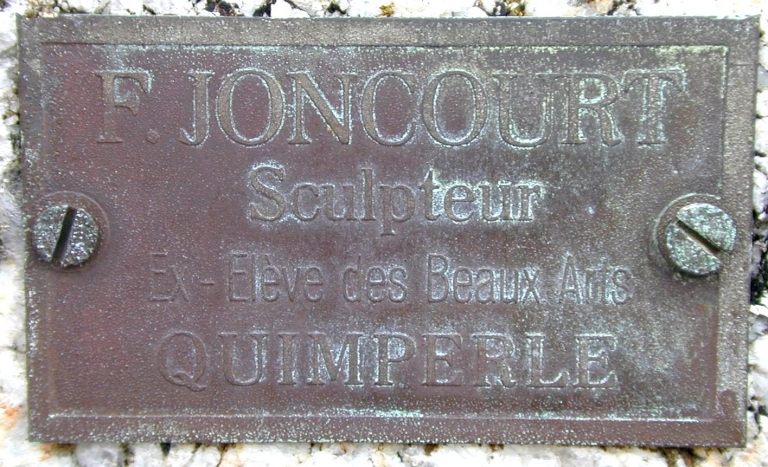 F. JONCOURT
Sculpteur
Ex-Elève des Beaux Arts
QUIMPERLE